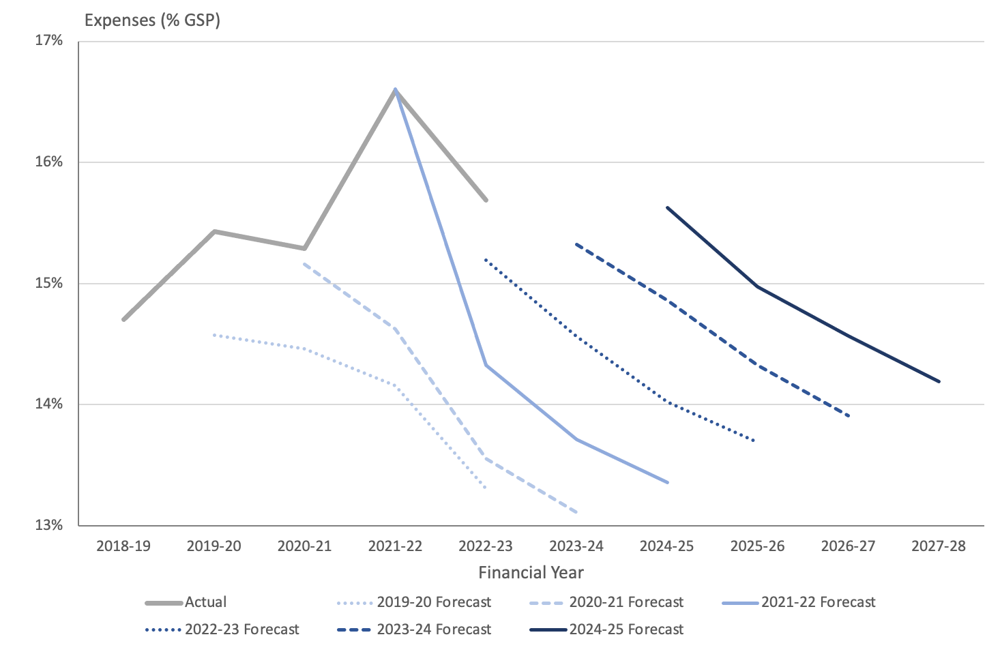 Expenses (% GSP)
17%
16%
15%
14%
13%
2018-19 2019-20 2020-21 2021-22 2022-23 2023-24 2024-25 2025-26 2026-27 2027-28
Financial Year
Actual 2019-20 Forecast 2020-21 Forecast 2021-22 Forecast
2022-23 Forecast 2023-24 Forecast 2024-25 Forecast